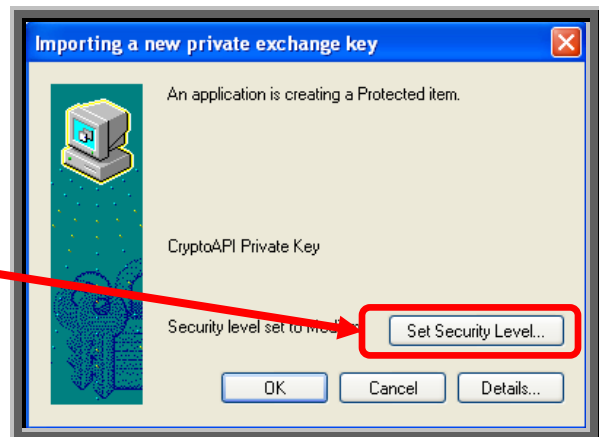 Importing a new private exchange key
An application is creating a Protected item.
CryptoAPI Private Key
Security level set to Medium
Set Security Level...
OK
Cancel
Details...